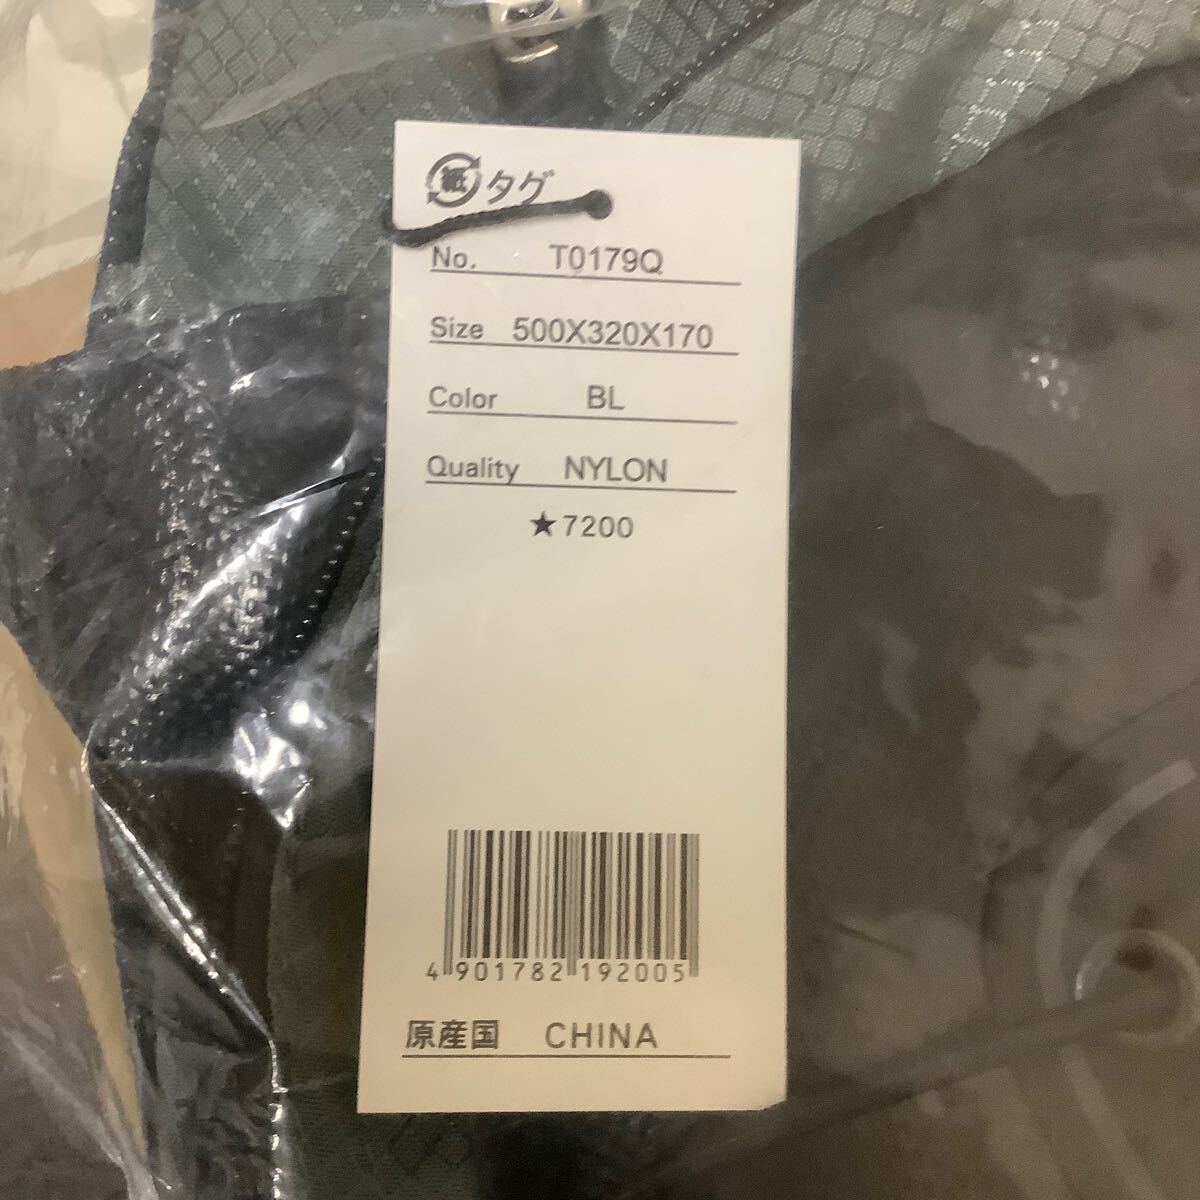 紙 タグ
No. T0179Q
Size 500X320X170
Color BL
Quality NYLON
★7200
4 901782 192005
原産国 CHINA